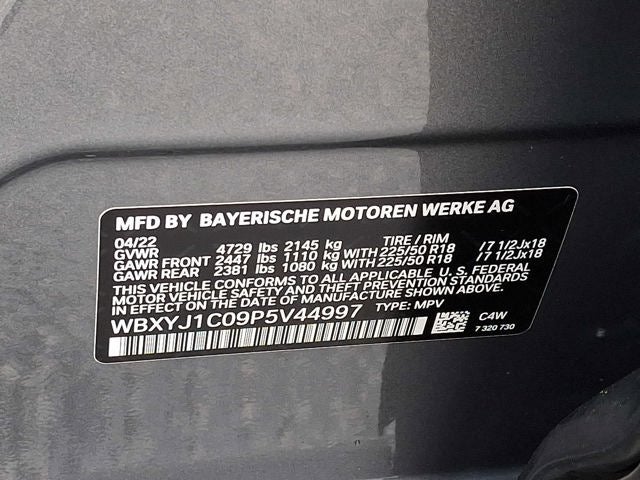 MFD BY BAYERISCHE MOTOREN WERKE AG
04/22 TIRE / RIM
GVWR 4729 lbs 2145 kg
GAWR FRONT 2447 lbs 1110 kg WITH 225/50 R18 /7 1/2Jx18
GAWR REAR 2381 lbs 1080 kg WITH 225/50 R18 /7 1/2Jx18
THIS VEHICLE CONFORMS TO ALL APPLICABLE U.S. FEDERAL
MOTOR VEHICLE SAFETY AND THEFT PREVENTION STANDARDS
IN EFFECT ON THE DATE OF MANUFACTURE SHOWN ABOVE.
WBXYJ1C09P5V44997 TYPE: MPV
C4W
7 320 730